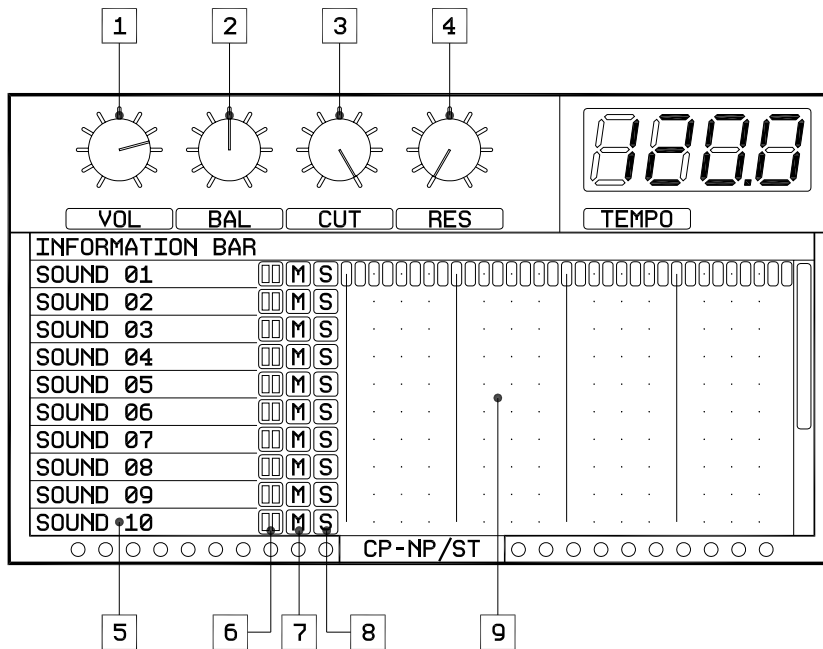 1 2 3 4
120.0
VOL BAL CUT RES TEMPO
INFORMATION BAR
SOUND 01 M S
SOUND 02 M S
SOUND 03 M S
SOUND 04 M S
SOUND 05 M S
SOUND 06 M S
SOUND 07 M S
SOUND 08 M S
SOUND 09 M S
SOUND 10 M S
CP-NP/ST
5 6 7 8 9